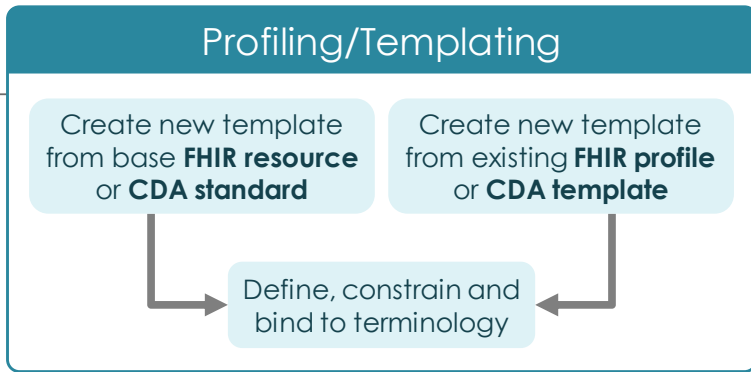 Profiling/Templating
Create new template
from base FHIR resource
or CDA standard
Create new template
from existing FHIR profile
or CDA template
Define, constrain and
bind to terminology